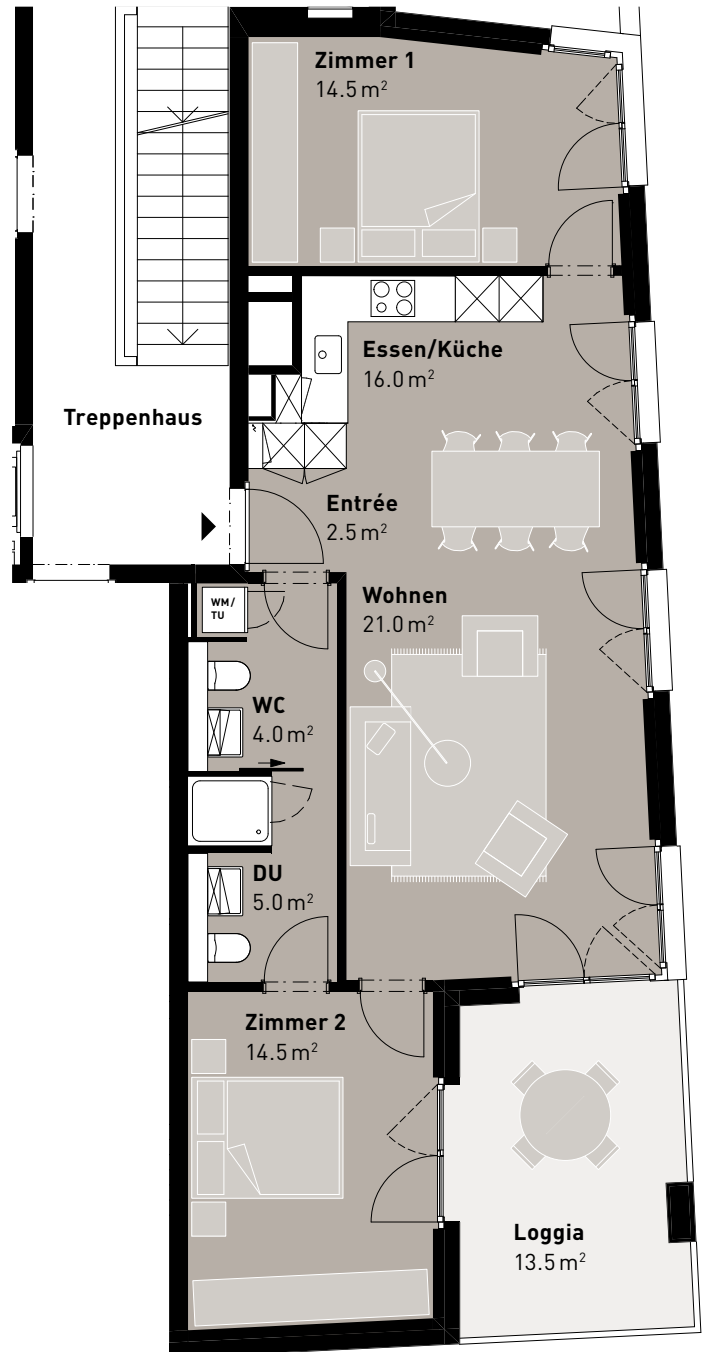 Zimmer 1
14.5 m²
Essen/Küche
16.0 m²
Treppenhaus
Entrée
2.5 m²
Wohnen
21.0 m²
WM/
TU
WC
4.0 m²
DU
5.0 m²
Zimmer 2
14.5 m²
Loggia
13.5 m²